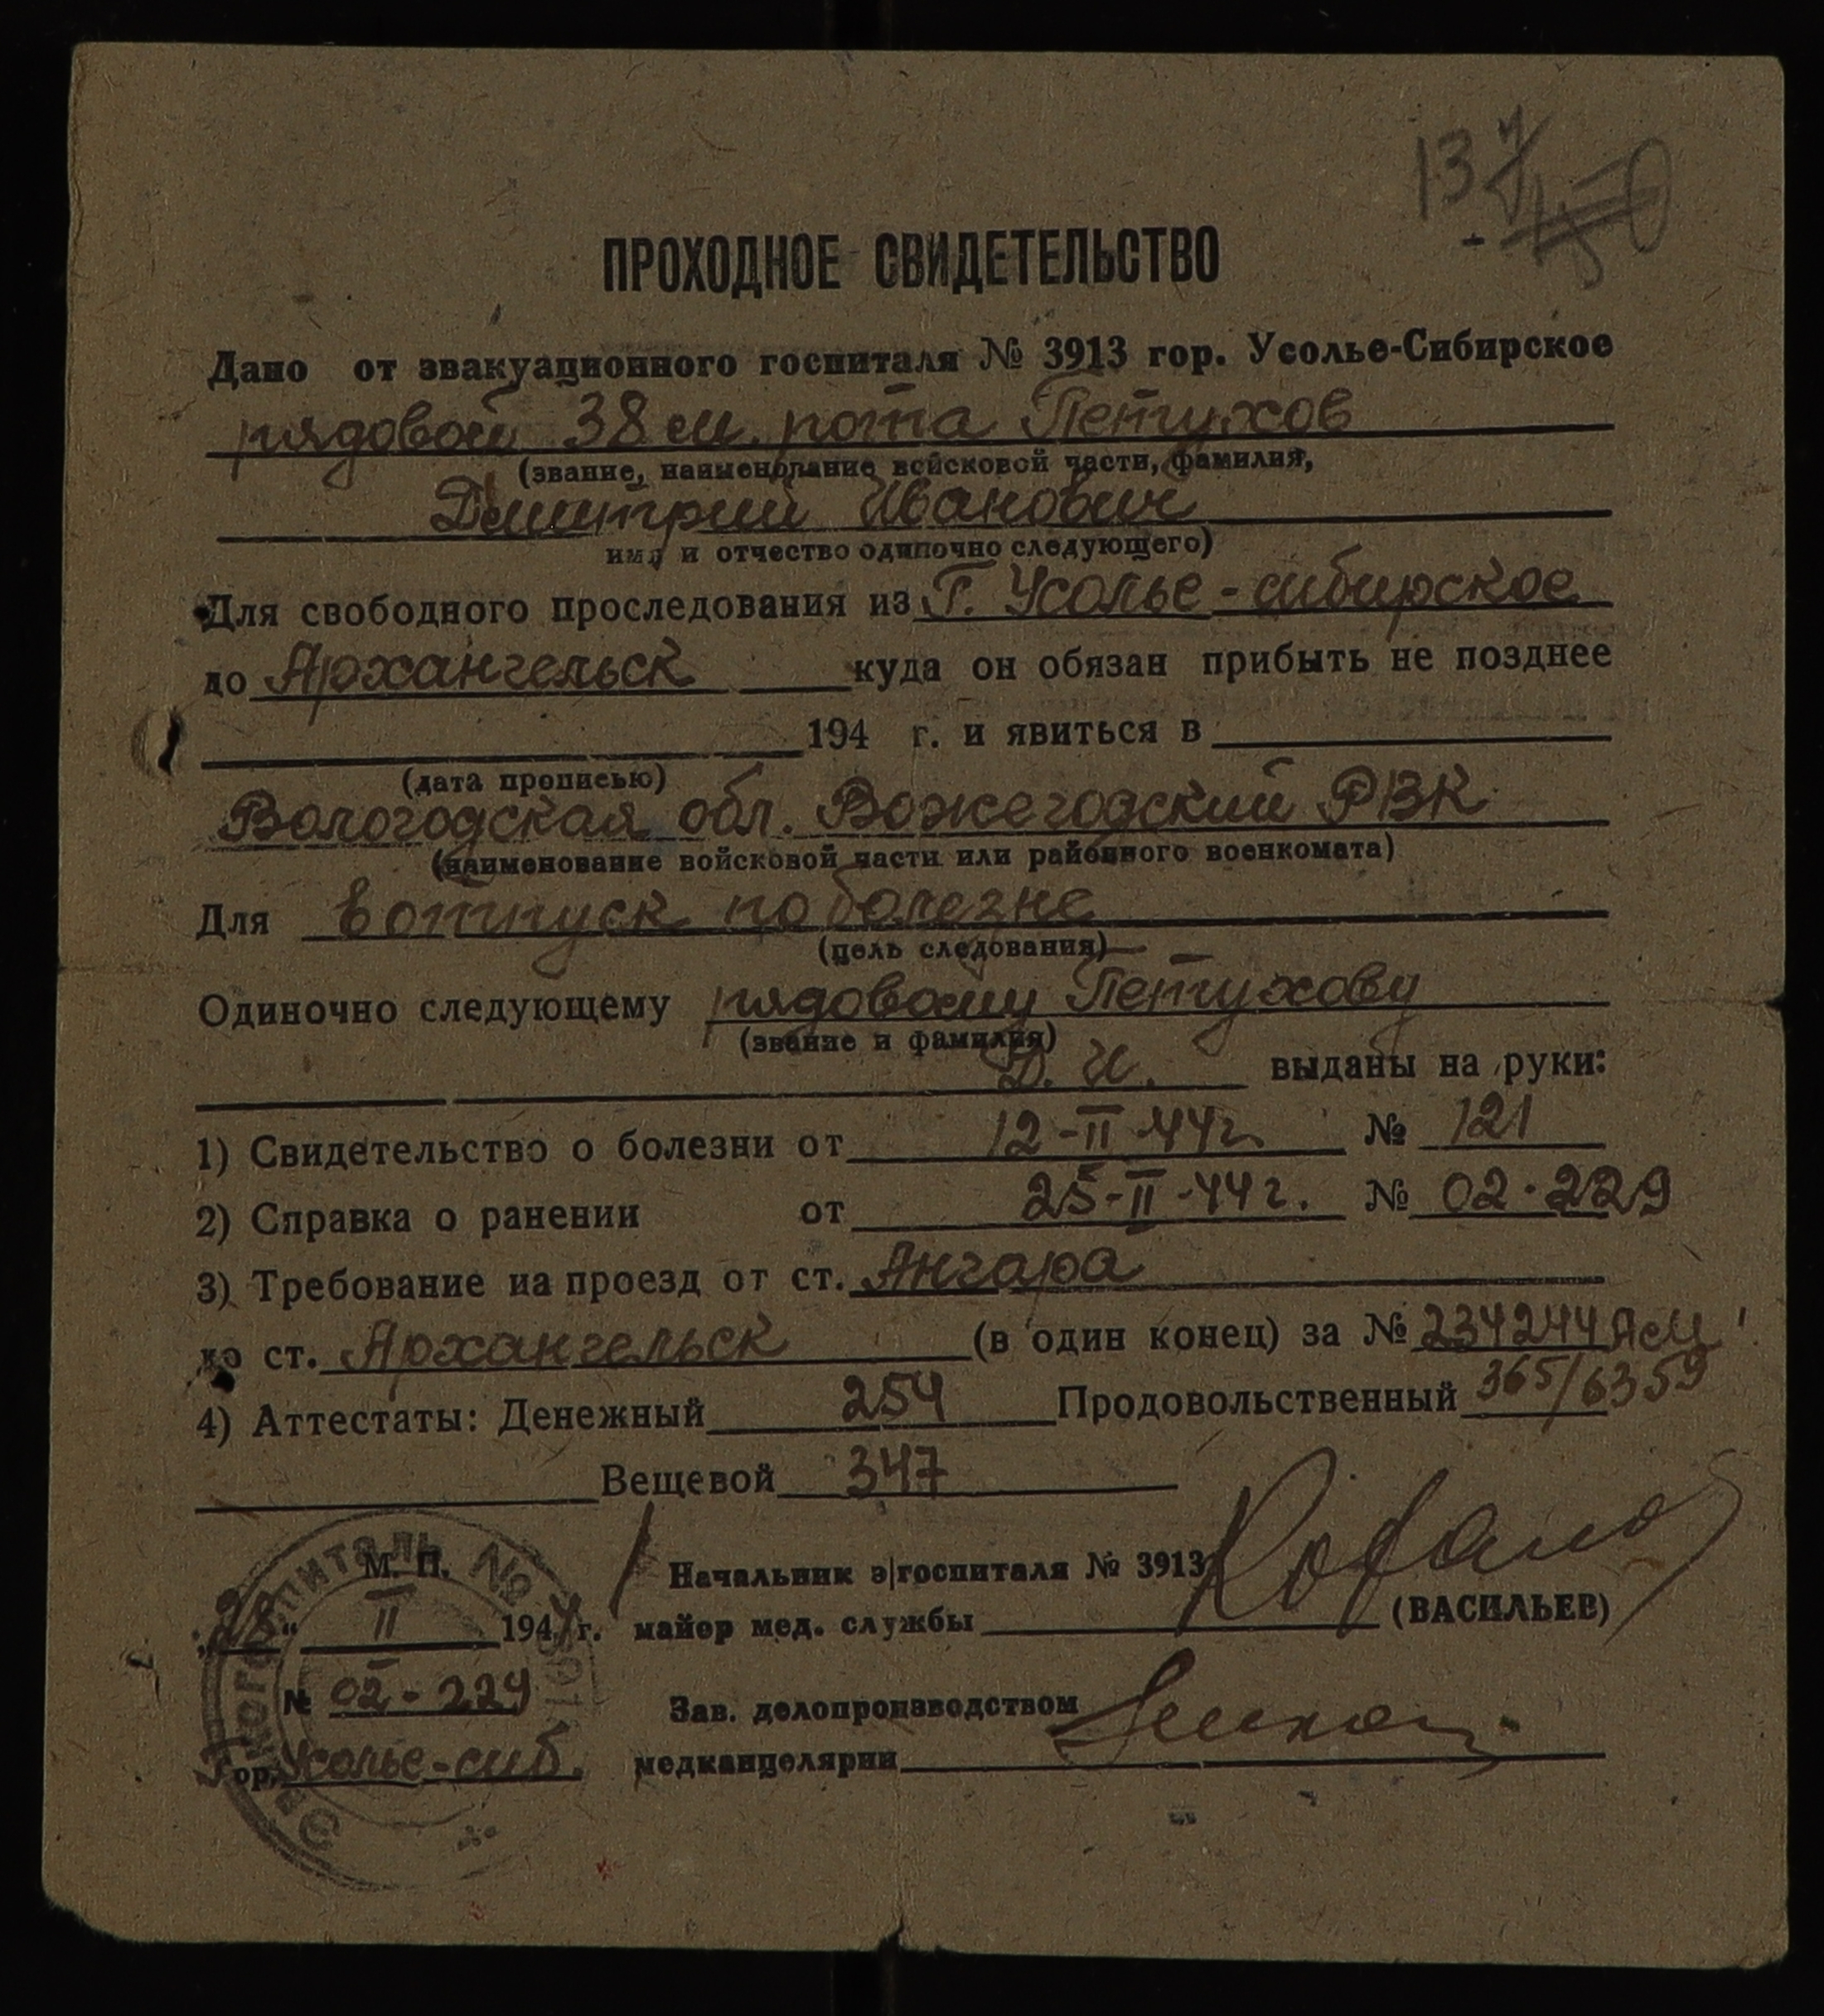 137
ПРОХОДНОЕ СВИДЕТЕЛЬСТВО
Дано от эвакуационного госпиталя № 3913 гор. Усолье-Сибирское
рядовой 38 м. рота Петухов
(звание, наименование войсковой части, фамилия,
Дмитрий Иванович
имя и отчество одиночно следующего)
Для свободного проследования из Г. Усолье-сибирское
до Архангельск куда он обязан прибыть не позднее
194 г. и явиться в
(дата прописью)
Вологодская обл. Вожегодский РВК
(наименование войсковой части или районного военкомата)
Для в отпуск по болезне
(цель следования)
Одиночно следующему рядовому Петухову
(звание и фамилия)
Д. И. выданы на руки:
1) Свидетельство о болезни от 12-II-44г. № 121
2) Справка о ранении от 25-II-44г. № 02-229
3) Требование иа проезд от ст. Ангара
до ст. Архангельск (в один конец) за № 234244
4) Аттестаты: Денежный 254 Продовольственный 365/6359
Вещевой 347
М. П. Начальник э|госпиталя № 3913
„28“ II 1944 г. майор мед. службы (ВАСИЛЬЕВ)
№ 02-229 Зав. делопроизводством
Гор. Усолье-сиб. медканцелярии